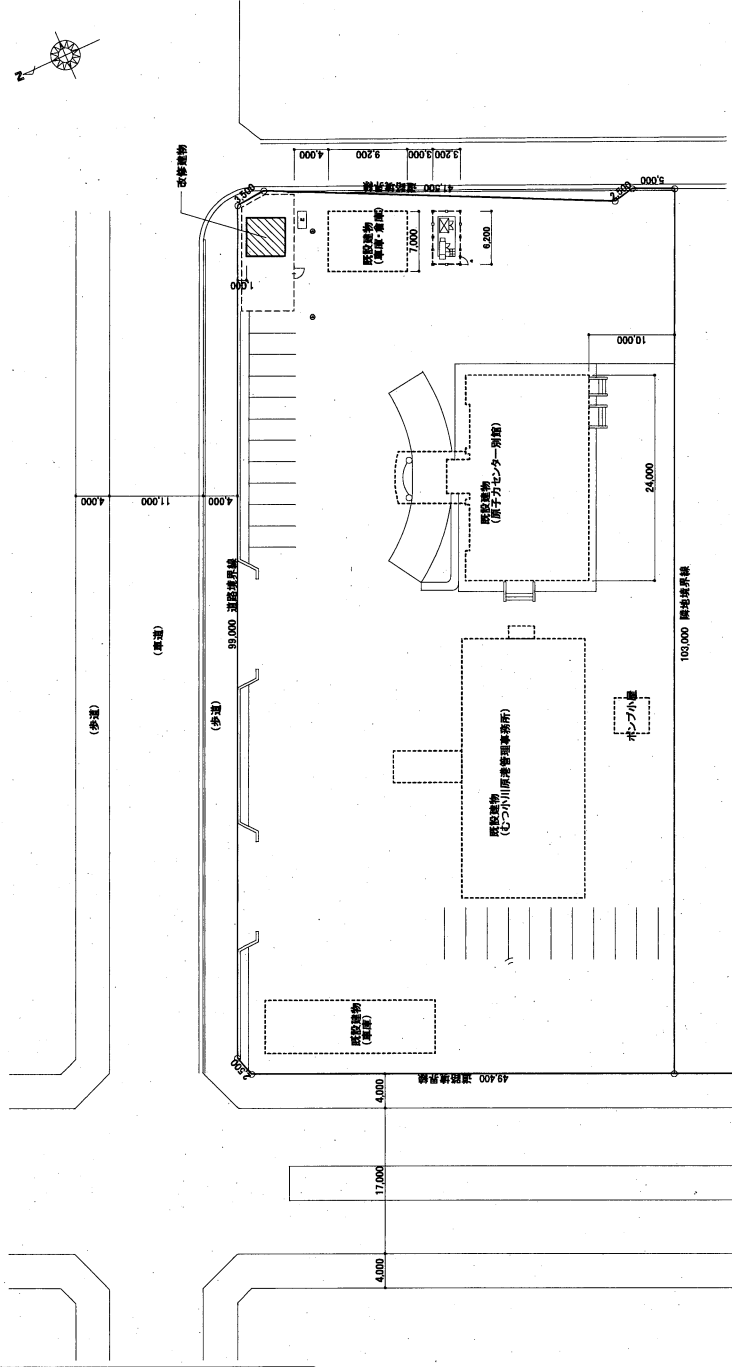 N
改修建物
4,000
9,200
3,000
3,200
3,500
41,500 道路境界線
2,500
5,000
既設建物
(車庫・倉庫)
7,000
6,200
1,000
10,000
4,000
11,000
4,000
既設建物
(原子力センター別館)
24,000
99,000 道路境界線
103,000 隣地境界線
(歩道)
(車道)
(歩道)
既設建物
(むつ小川原港管理事務所)
ポンプ小屋
既設建物
(車庫)
2,500
49,400 道路境界線
4,000
17,000
4,000